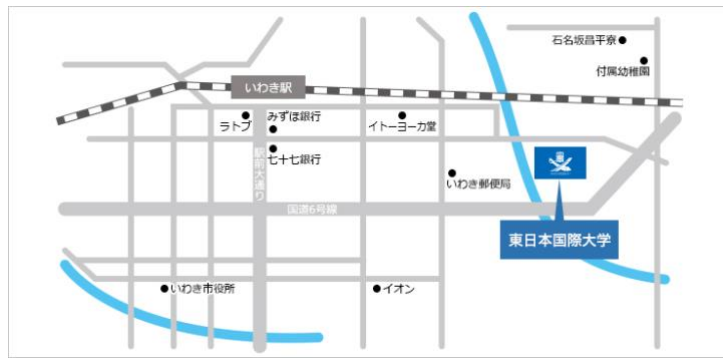 石名坂昌平寮
付属幼稚園
いわき駅
みずほ銀行
ラトブ
イトーヨーカ堂
七十七銀行
駅前大通り
いわき郵便局
国道6号線
東日本国際大学
いわき市役所
イオン